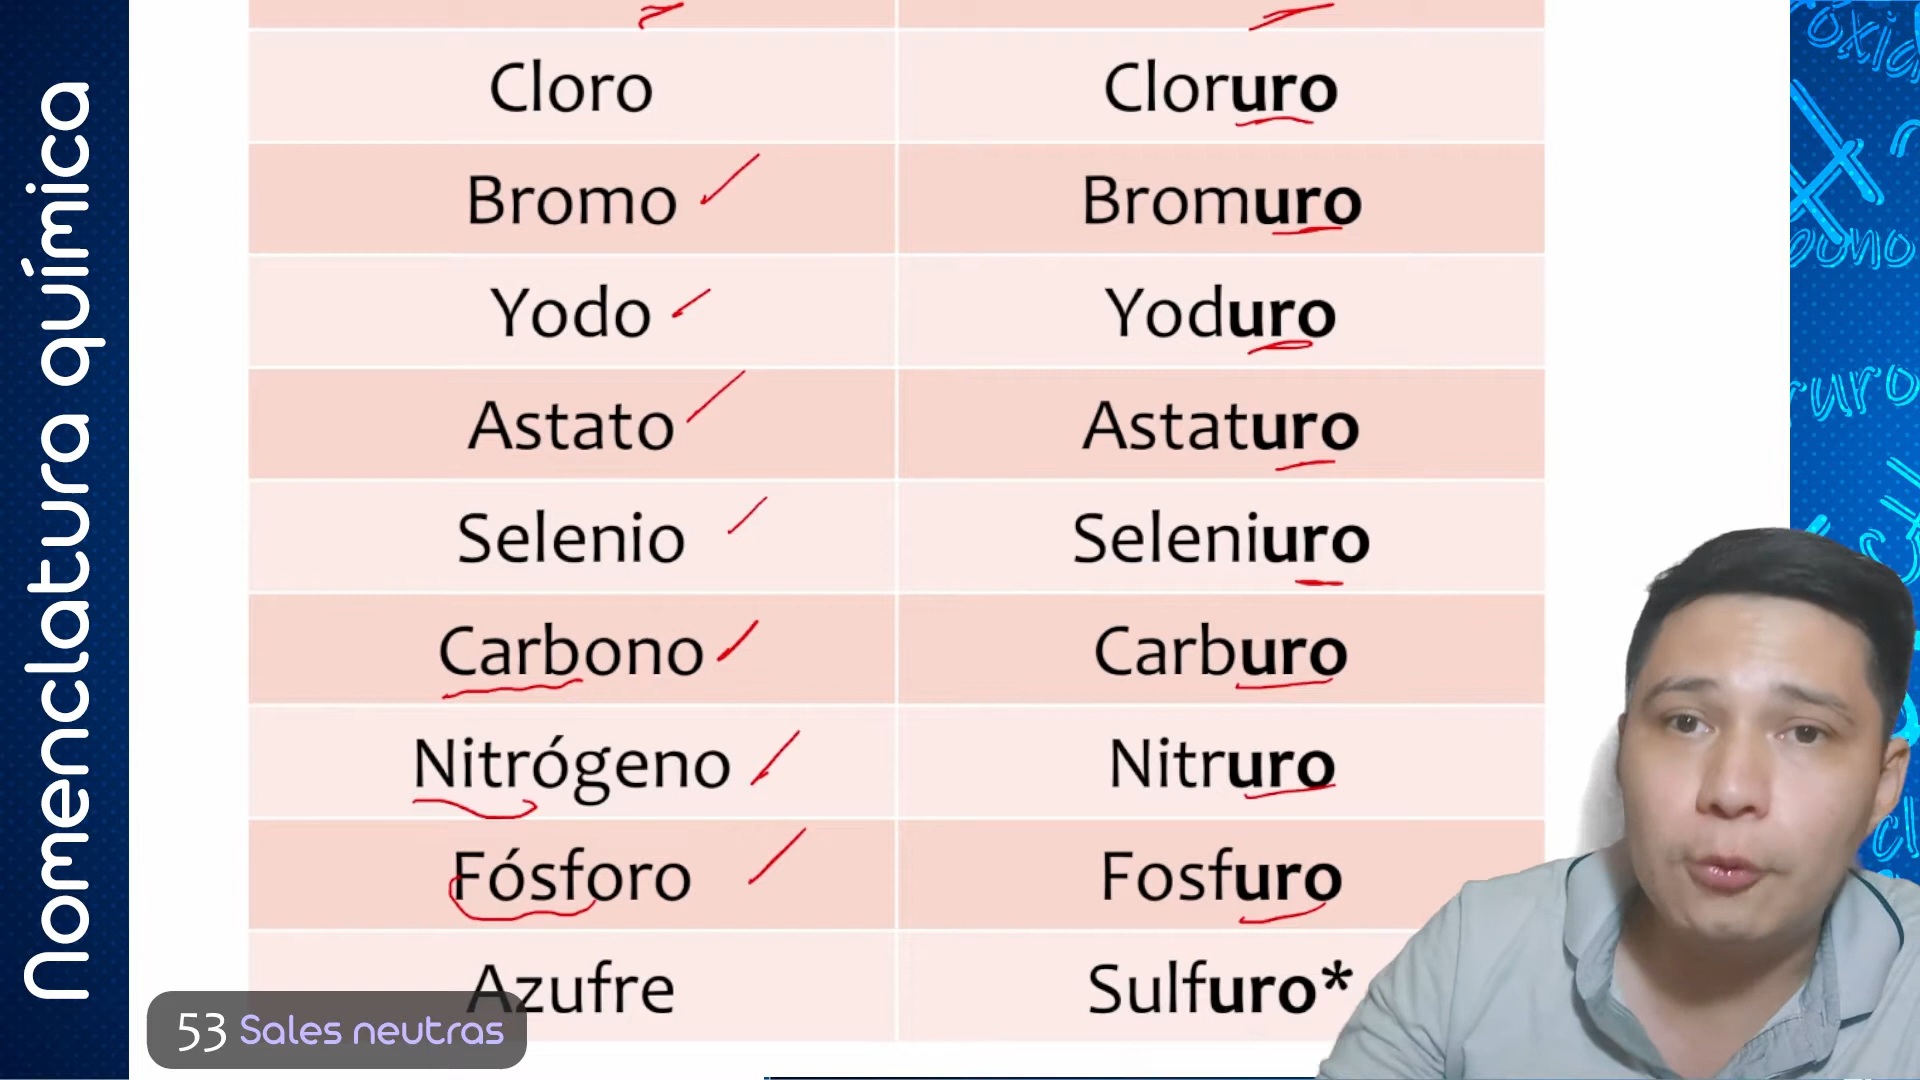 Nomenclatura química
Cloro Cloruro
Bromo Bromuro
Yodo Yoduro
Astato Astaturo
Selenio Seleniuro
Carbono Carburo
Nitrógeno Nitruro
Fósforo Fosfuro
Azufre Sulfuro*
53 Sales neutras